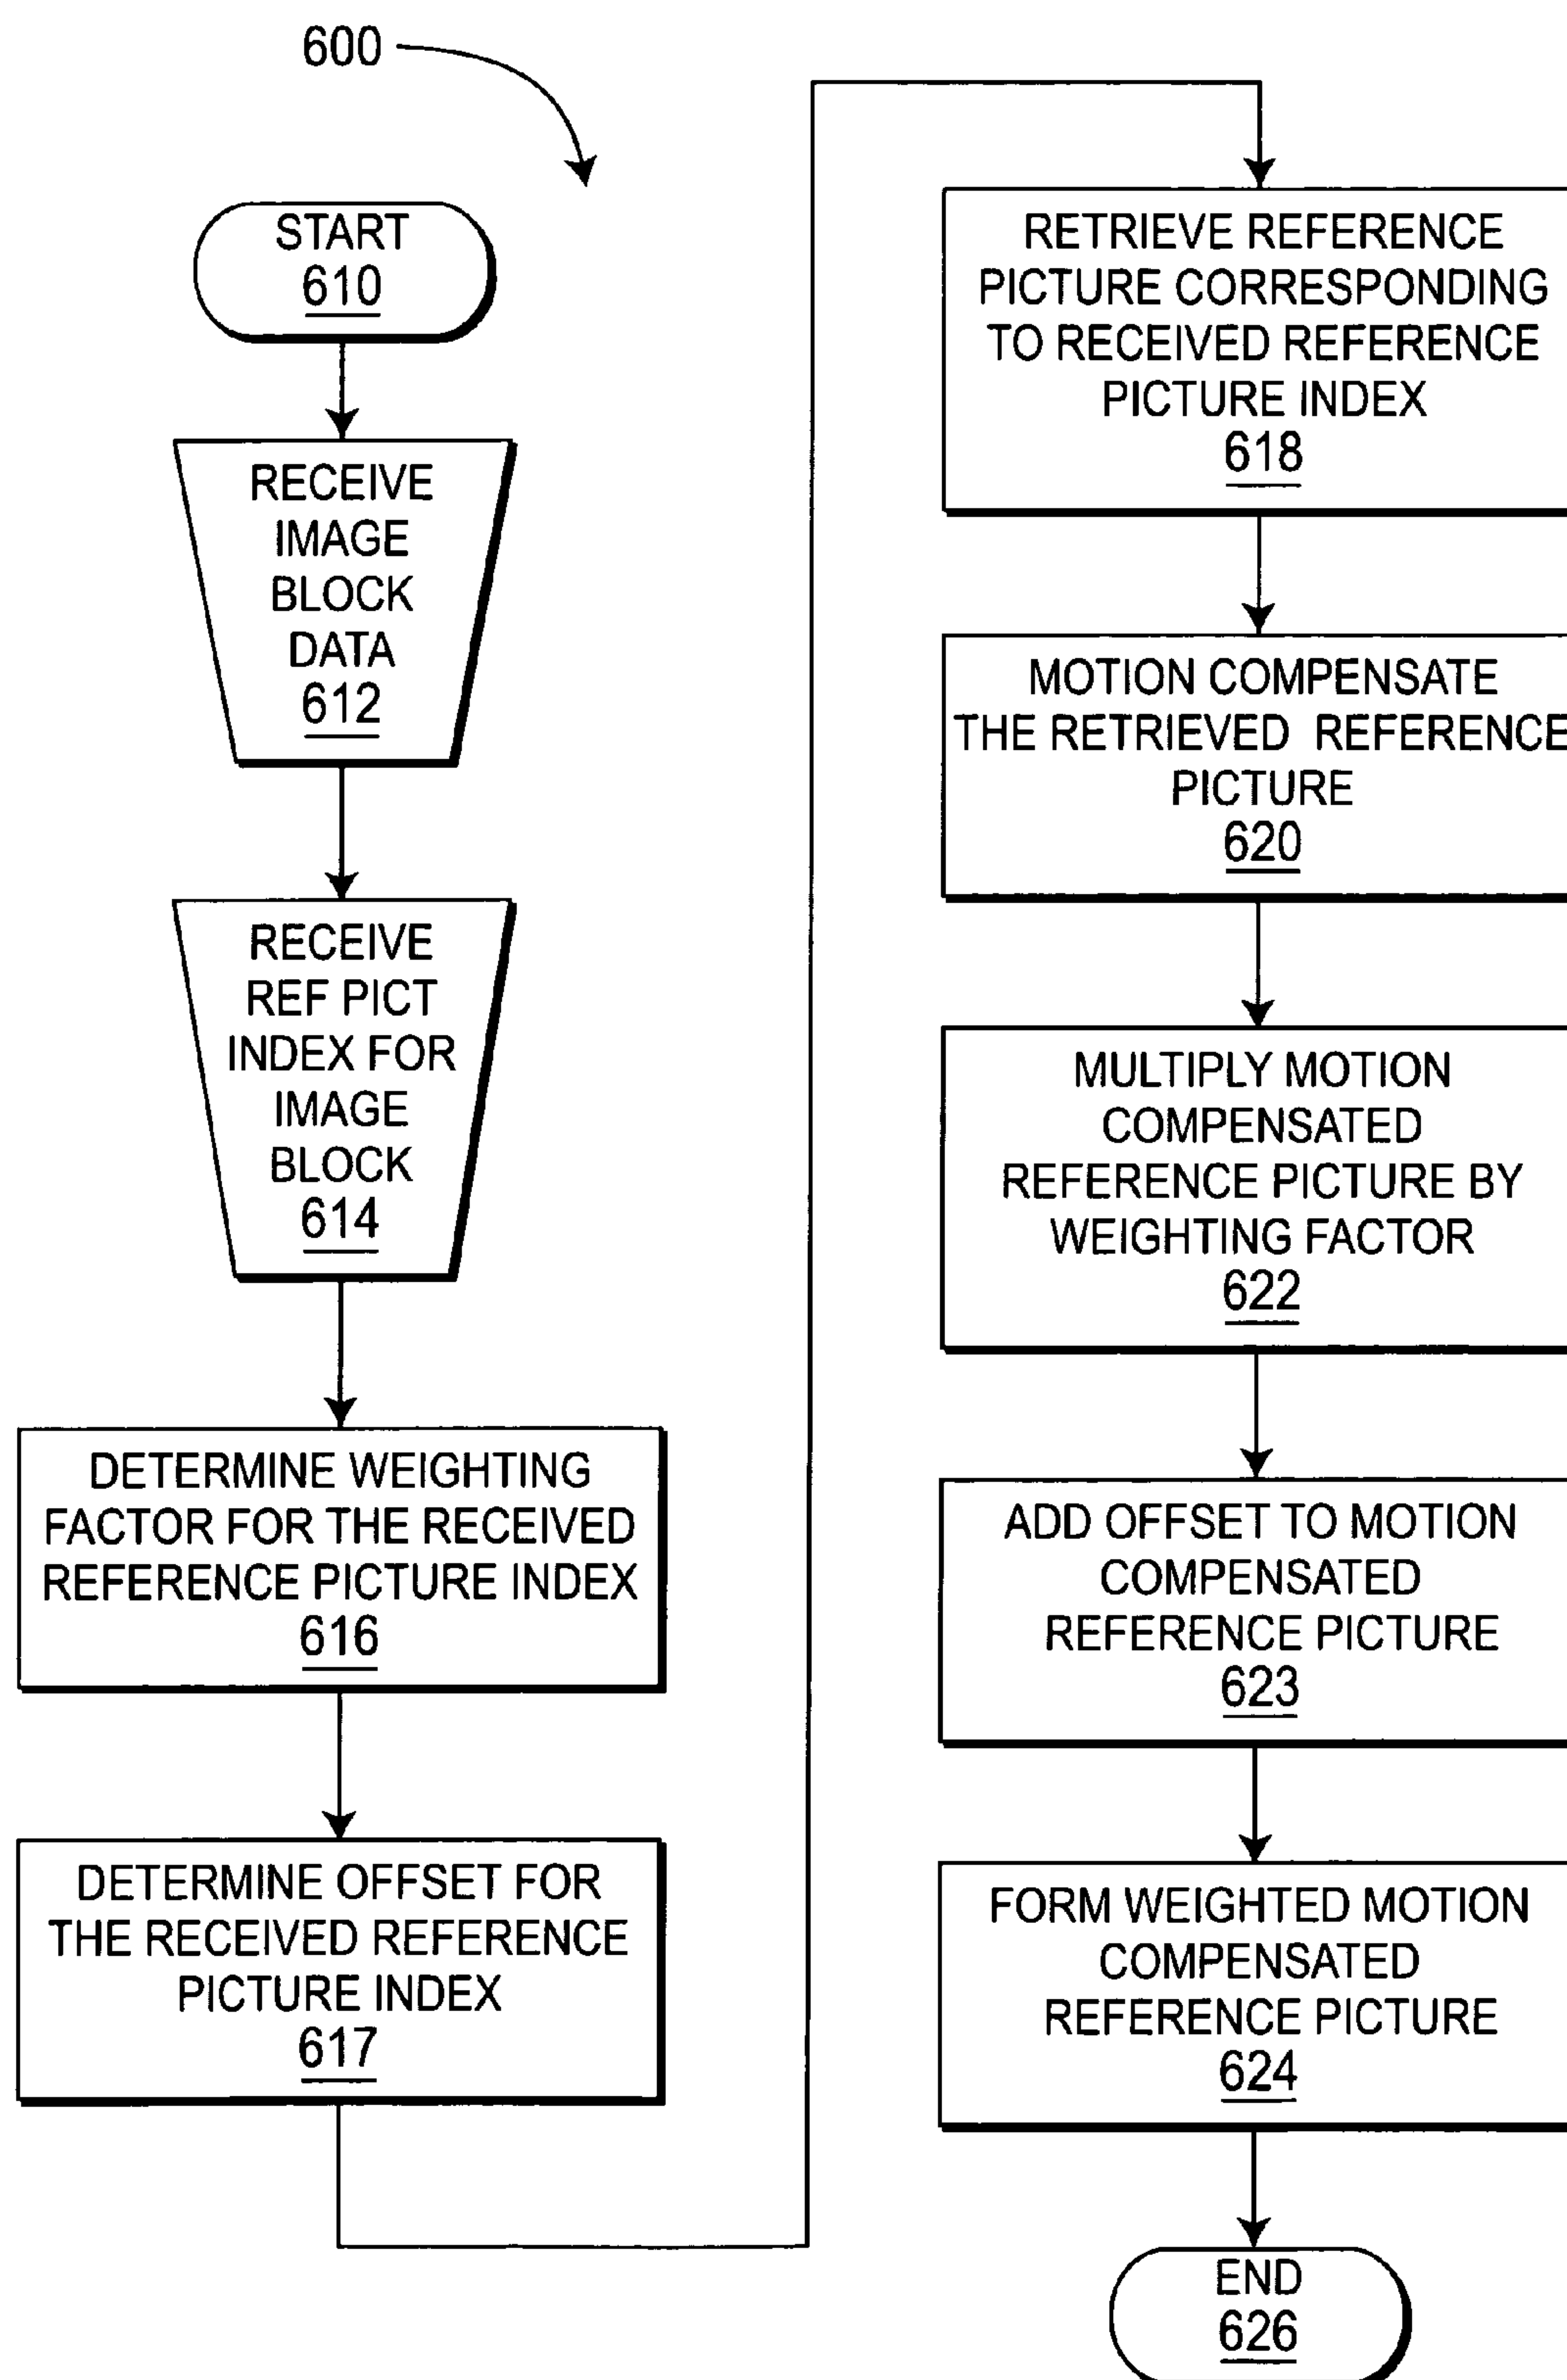 600
START
610
RECEIVE
IMAGE
BLOCK
DATA
612
RECEIVE
REF PICT
INDEX FOR
IMAGE
BLOCK
614
DETERMINE WEIGHTING
FACTOR FOR THE RECEIVED
REFERENCE PICTURE INDEX
616
DETERMINE OFFSET FOR
THE RECEIVED REFERENCE
PICTURE INDEX
617
RETRIEVE REFERENCE
PICTURE CORRESPONDING
TO RECEIVED REFERENCE
PICTURE INDEX
618
MOTION COMPENSATE
THE RETRIEVED REFERENCE
PICTURE
620
MULTIPLY MOTION
COMPENSATED
REFERENCE PICTURE BY
WEIGHTING FACTOR
622
ADD OFFSET TO MOTION
COMPENSATED
REFERENCE PICTURE
623
FORM WEIGHTED MOTION
COMPENSATED
REFERENCE PICTURE
624
END
626